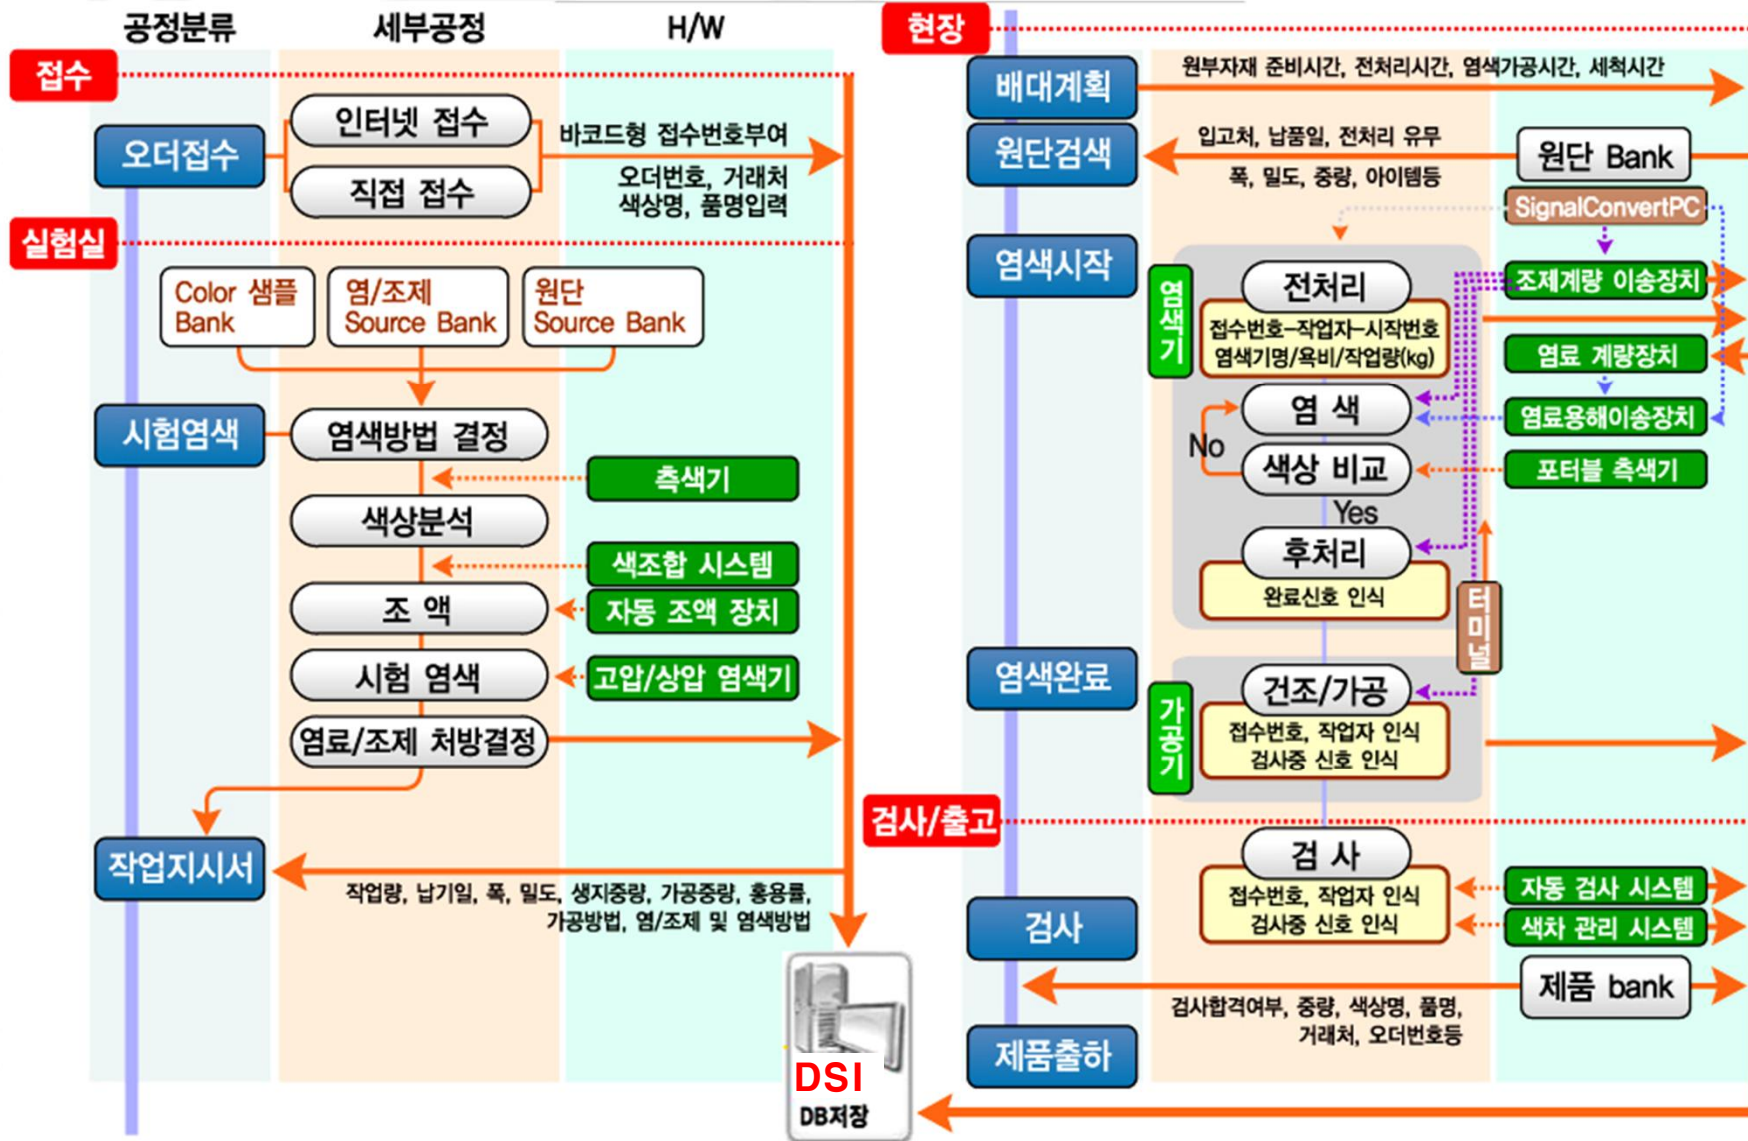 공정분류
세부공정
H/W
접수
오더접수
인터넷 접수
직접 접수
바코드형 접수번호부여
오더번호, 거래처
색상명, 품명입력
실험실
Color 샘플
Bank
염/조제
Source Bank
원단
Source Bank
시험염색
염색방법 결정
측색기
색상분석
색조합 시스템
조 액
자동 조액 장치
시험 염색
고압/상압 염색기
염료/조제 처방결정
작업지시서
작업량, 납기일, 폭, 밀도, 생지중량, 가공중량, 홍용률,
가공방법, 염/조제 및 염색방법
DSI
DB저장
현장
배대계획
원부자재 준비시간, 전처리시간, 염색가공시간, 세척시간
원단검색
입고처, 납품일, 전처리 유무
폭, 밀도, 중량, 아이템등
원단 Bank
SignalConvertPC
염색시작
염색기
전처리
접수번호-작업자-시작번호
염색기명/욕비/작업량(kg)
조제계량 이송장치
염료 계량장치
염 색
염료용해이송장치
No
색상 비교
포터블 측색기
Yes
후처리
완료신호 인식
터미널
염색완료
가공기
건조/가공
접수번호, 작업자 인식
검사중 신호 인식
검사/출고
검 사
접수번호, 작업자 인식
검사중 신호 인식
자동 검사 시스템
색차 관리 시스템
검사
제품 bank
검사합격여부, 중량, 색상명, 품명,
거래처, 오더번호등
제품출하